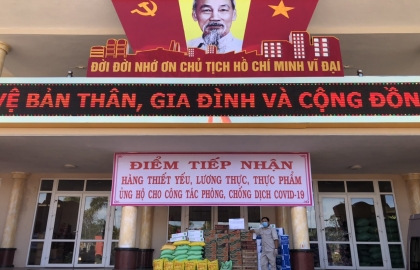 ĐỜI ĐỜI NHỚ ƠN CHỦ TỊCH HỒ CHÍ MINH VĨ ĐẠI
VỆ BẢN THÂN, GIA ĐÌNH VÀ CỘNG ĐỒNG
ĐIỂM TIẾP NHẬN
HÀNG THIẾT YẾU, LƯƠNG THỰC, THỰC PHẨM
ỦNG HỘ CHO CÔNG TÁC PHÒNG, CHỐNG DỊCH COVID-19